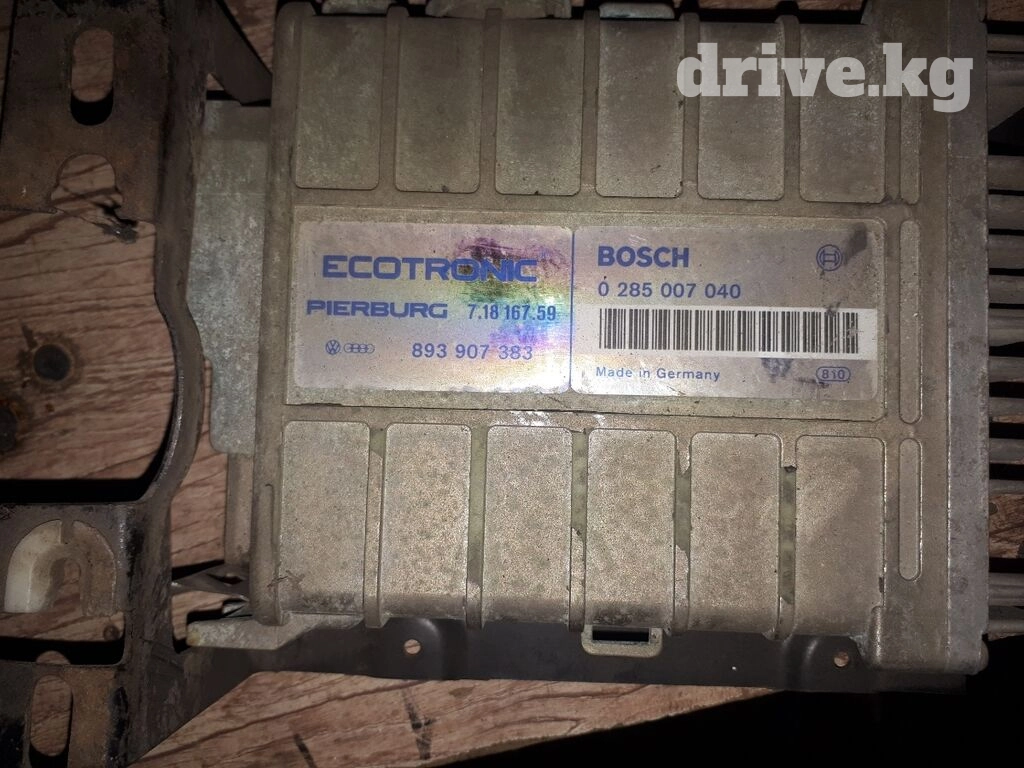 drive.kg
ECOTRONIC
PIERBURG 7.18 167.59
893 907 383
BOSCH
0 285 007 040
Made in Germany
810